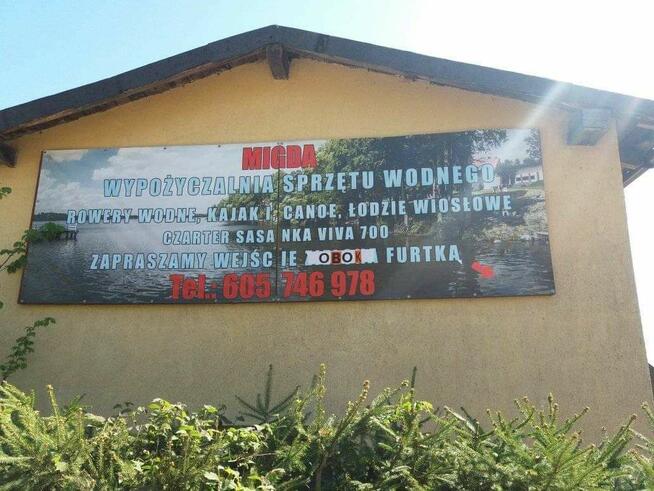 MIGDA
WYPOŻYCZALNIA SPRZĘTU WODNEGO
ROWERY WODNE, KAJAKI, CANOE, ŁODZIE WIOSŁOWE
CZARTER SASANKA VIVA 700
ZAPRASZAMY WEJŚCIE OBOK FURTKĄ
Tel.: 605 746 978